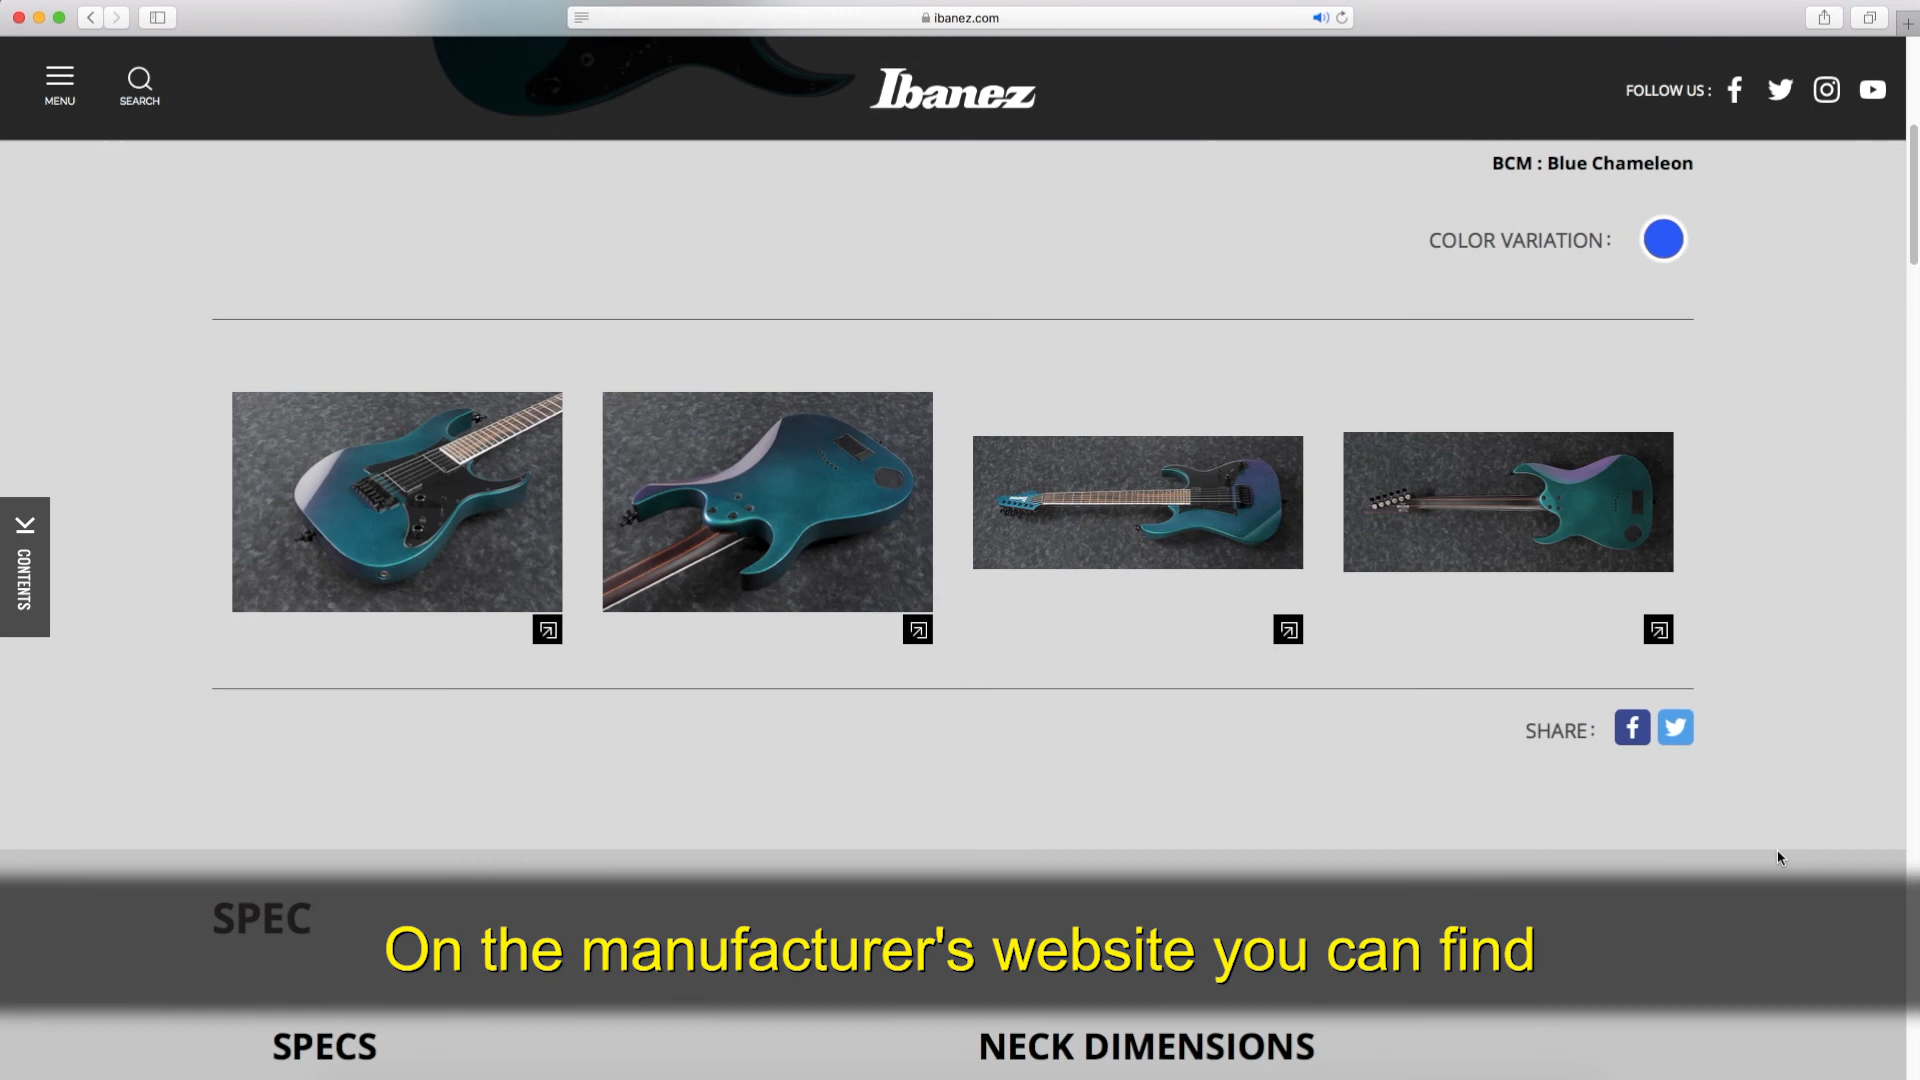 ibanez.com
MENU
SEARCH
Ibanez
FOLLOW US :
BCM : Blue Chameleon
COLOR VARIATION :
CONTENTS
SHARE :
SPEC
On the manufacturer's website you can find
SPECS
NECK DIMENSIONS